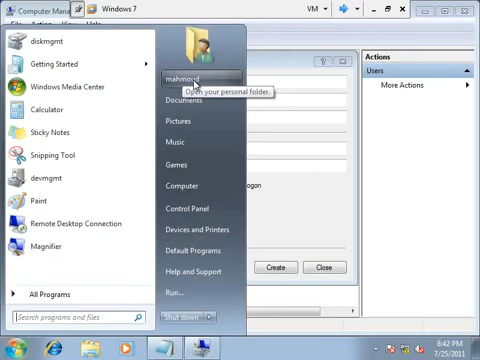 Computer Mana
Windows 7
VM
File Action View Help
diskmgmt
Getting Started
Windows Media Center
Calculator
Sticky Notes
Snipping Tool
devmgmt
Paint
Remote Desktop Connection
Magnifier
All Programs
Search programs and files
mahmoud
Open your personal folder.
Documents
Pictures
Music
Games
Computer
Control Panel
Devices and Printers
Default Programs
Help and Support
Run...
Shut down
ogon
Create
Close
Actions
Users
More Actions
8:42 PM
7/25/2011